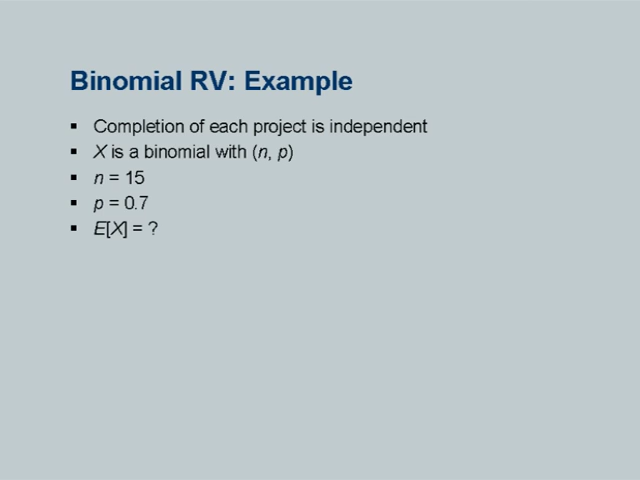 Binomial RV: Example
▪ Completion of each project is independent
▪ X is a binomial with (n, p)
▪ n = 15
▪ p = 0.7
▪ E[X] = ?